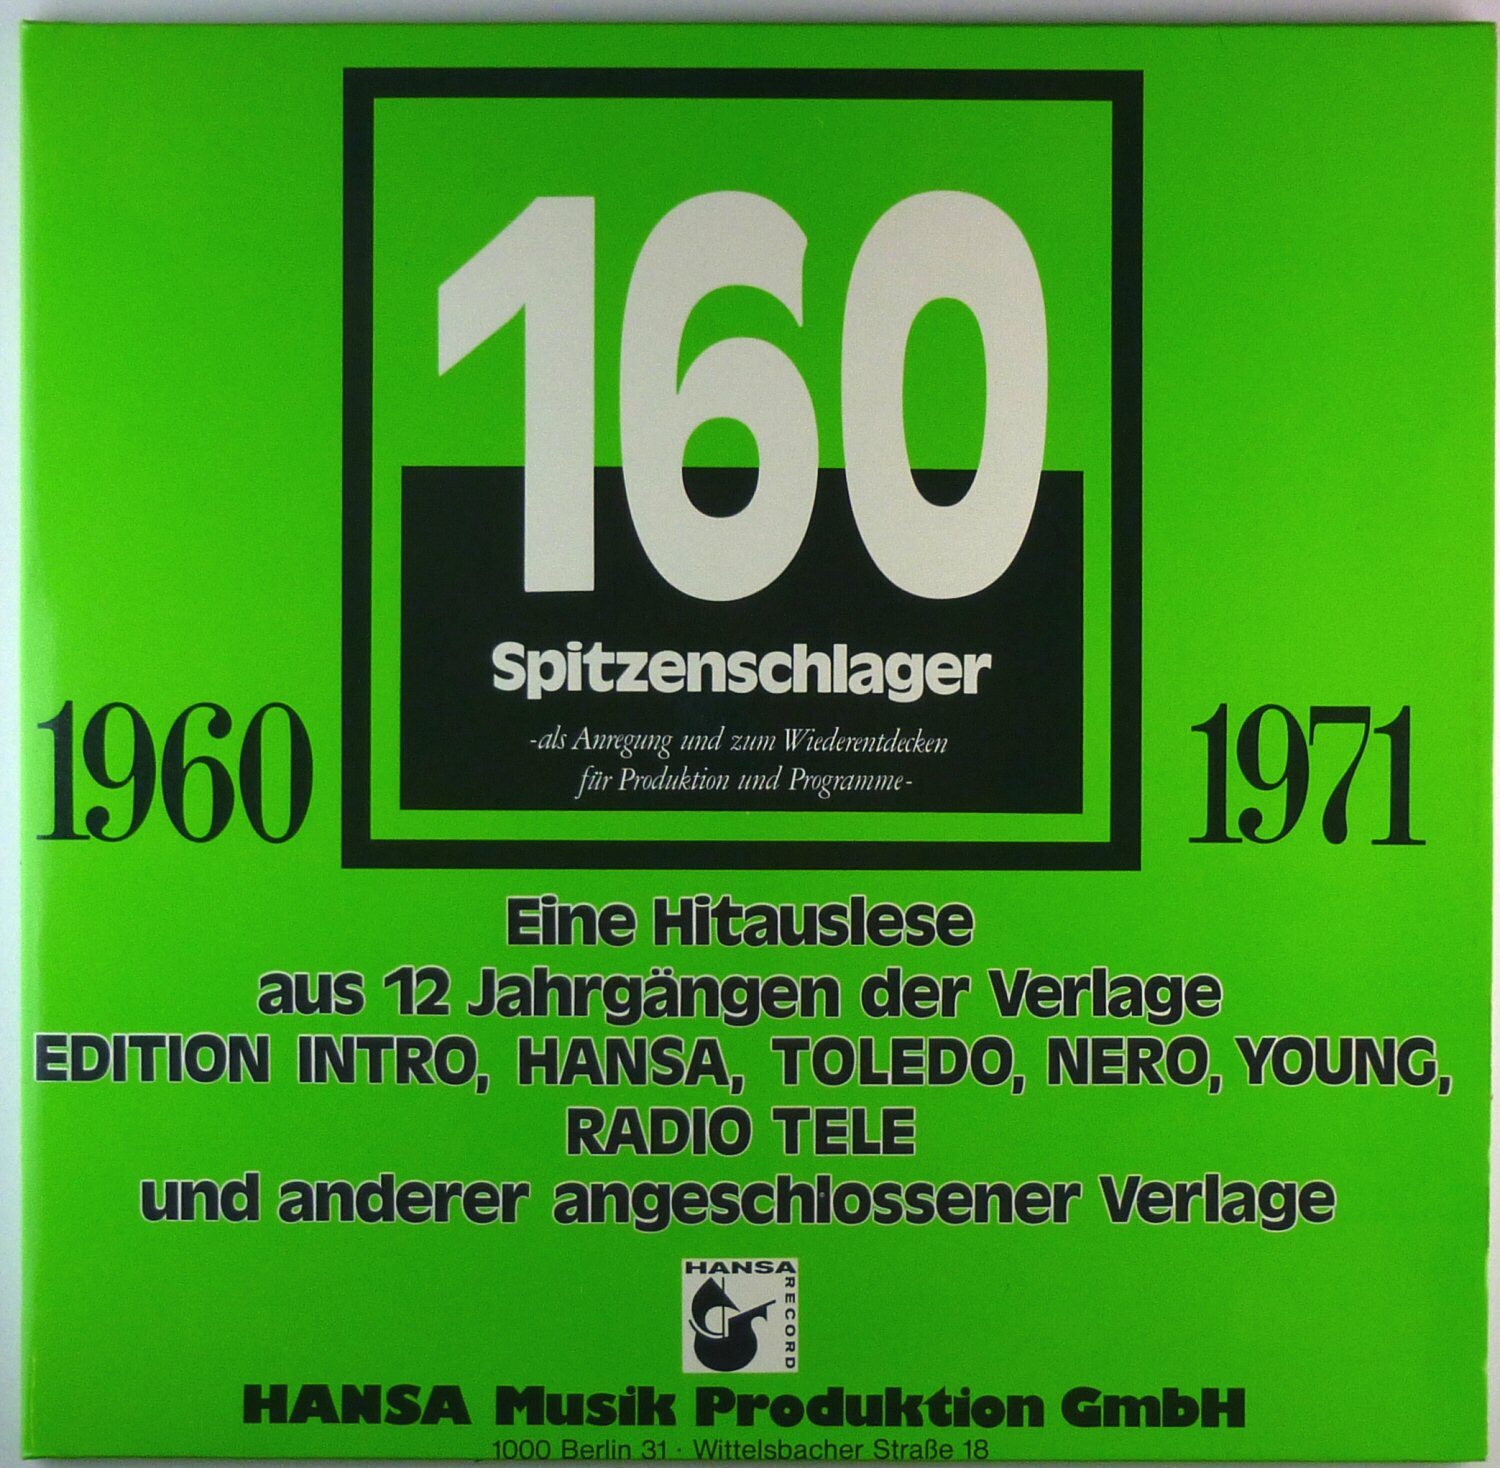 160
Spitzenschlager
-als Anregung und zum Wiederentdecken
für Produktion und Programme-
1960
1971
Eine Hitauslese
aus 12 Jahrgängen der Verlage
EDITION INTRO, HANSA, TOLEDO, NERO, YOUNG,
RADIO TELE
und anderer angeschlossener Verlage
HANSA
RECORD
HANSA Musik Produktion GmbH
1000 Berlin 31 · Wittelsbacher Straße 18